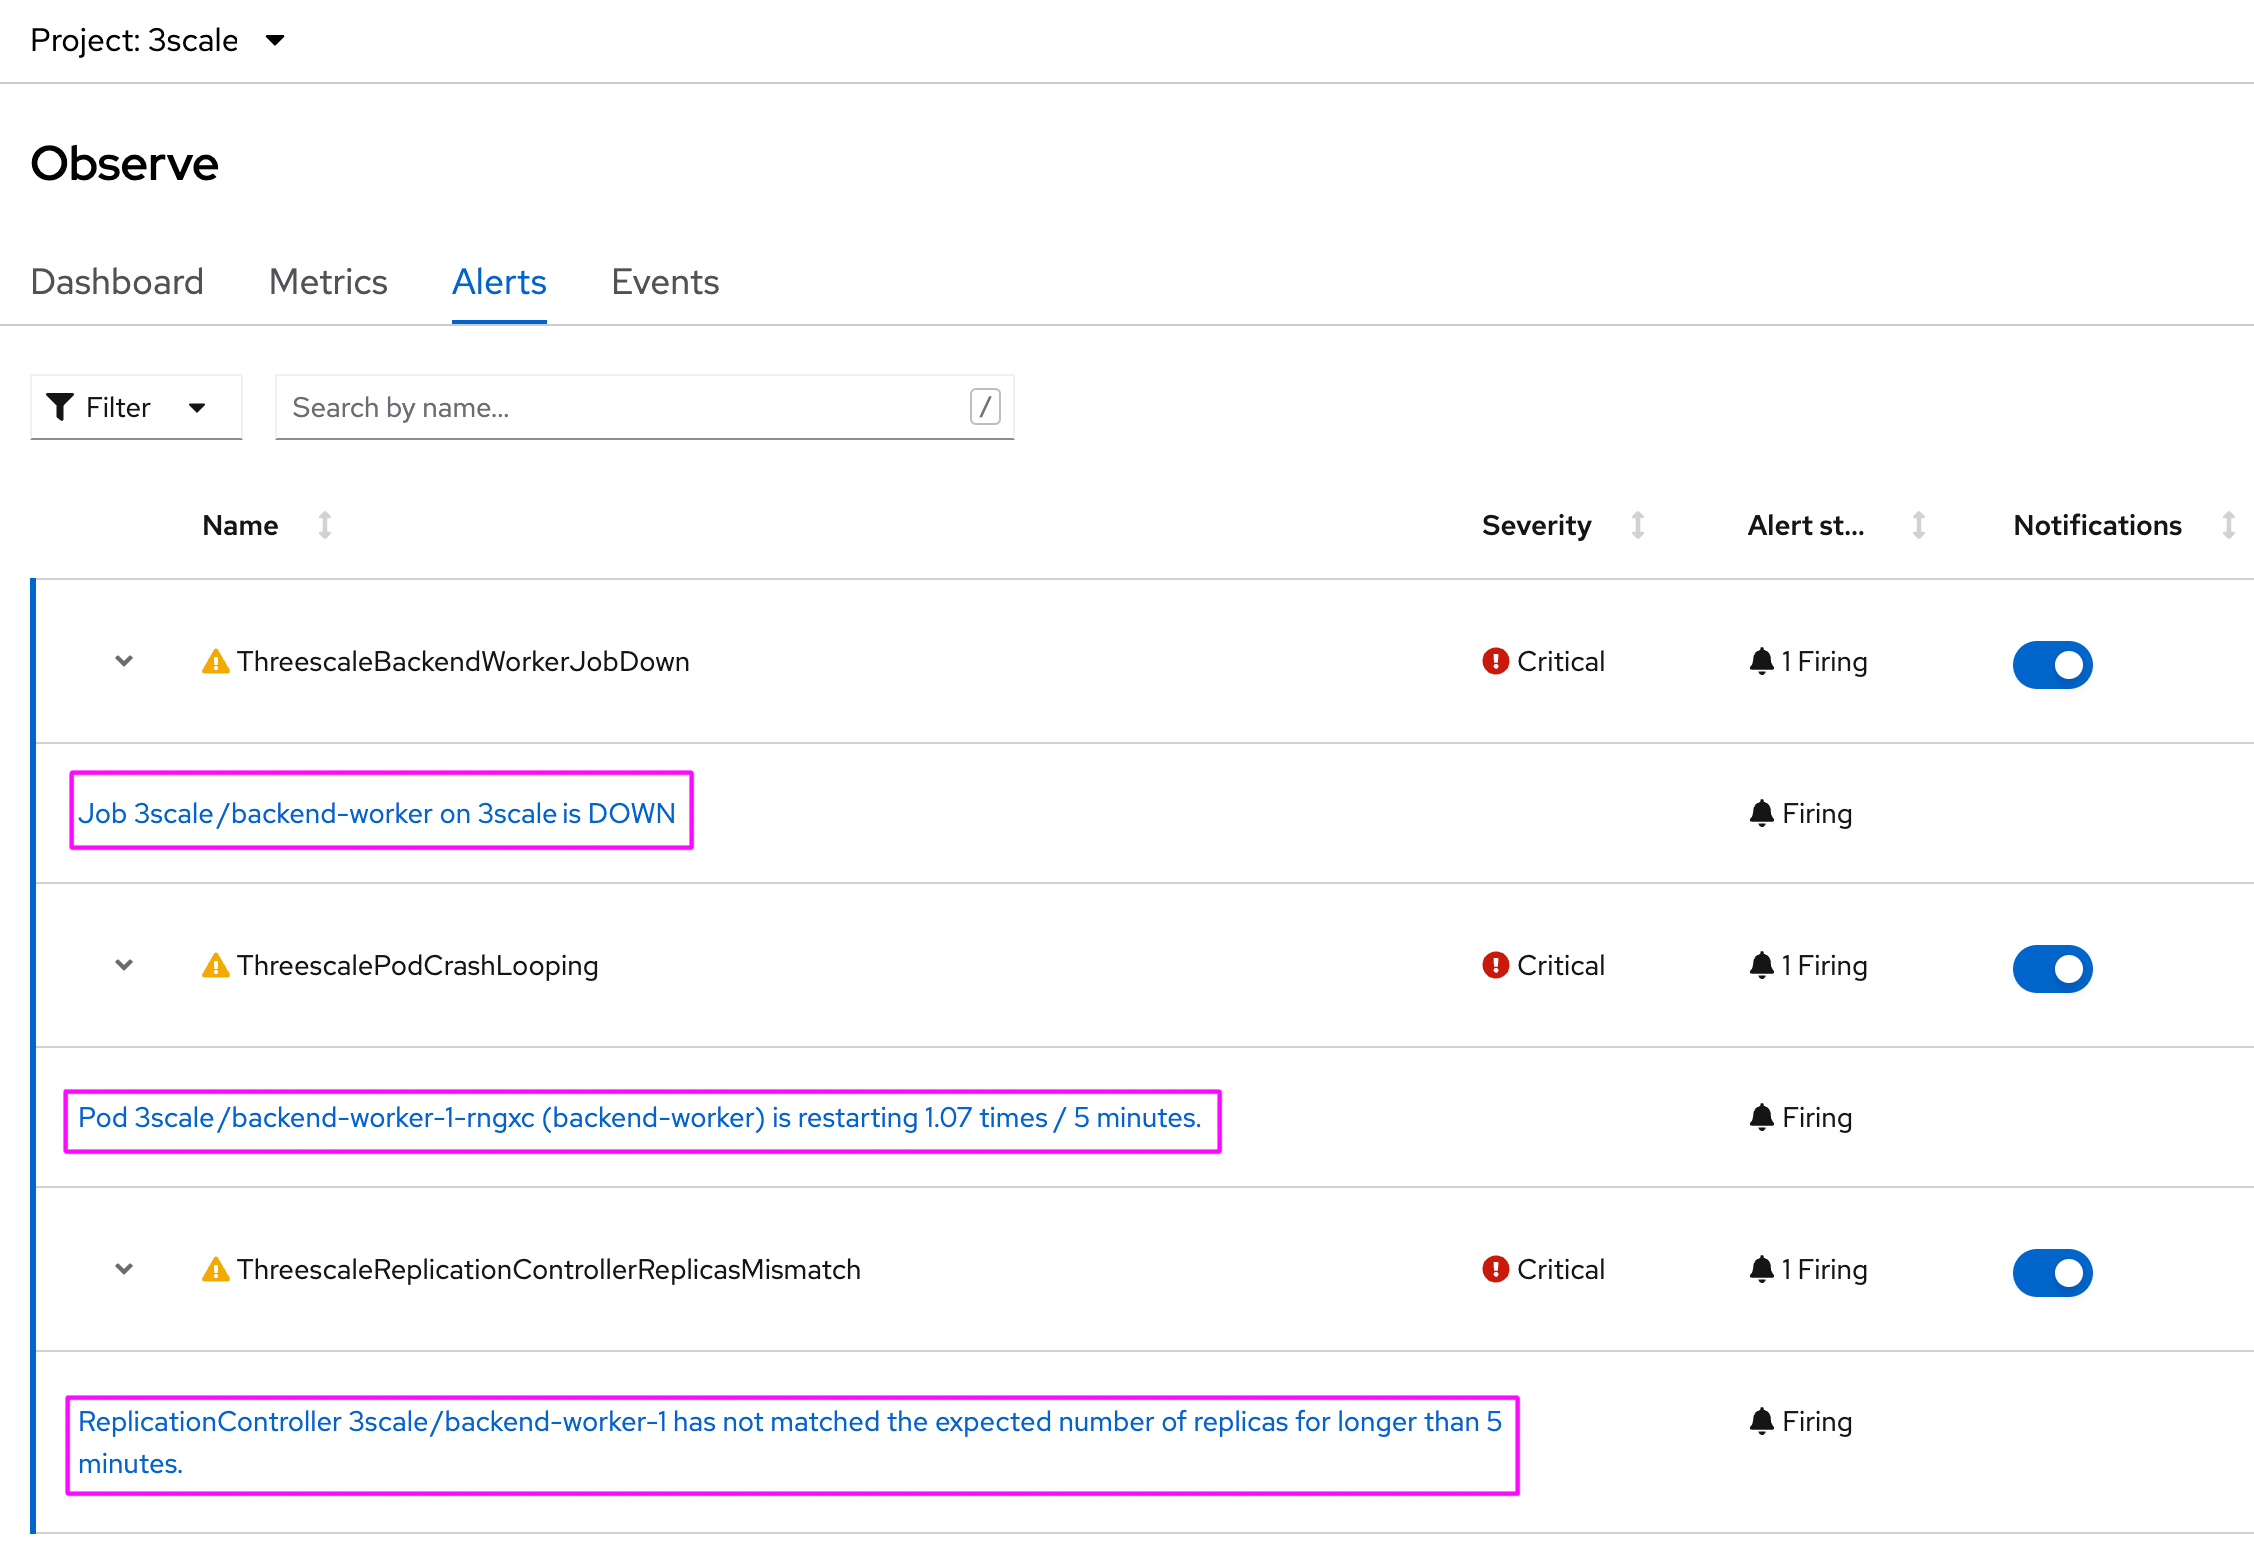 Project: 3scale
Observe
Dashboard Metrics Alerts Events
Filter Search by name... /
Name Severity Alert st... Notifications
ThreescaleBackendWorkerJobDown Critical 1 Firing
Job 3scale/backend-worker on 3scale is DOWN Firing
ThreescalePodCrashLooping Critical 1 Firing
Pod 3scale/backend-worker-1-rngxc (backend-worker) is restarting 1.07 times / 5 minutes. Firing
ThreescaleReplicationControllerReplicasMismatch Critical 1 Firing
ReplicationController 3scale/backend-worker-1 has not matched the expected number of replicas for longer than 5 Firing
minutes.